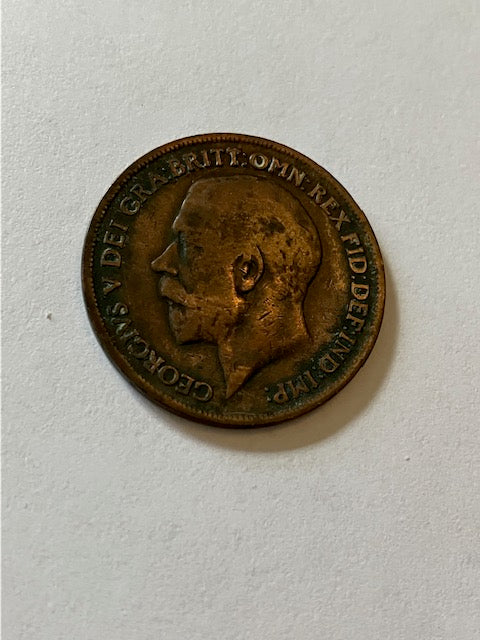 GEORGIVS V DEI GRA:BRITT:OMN:REX FID:DEF:IND:IMP: